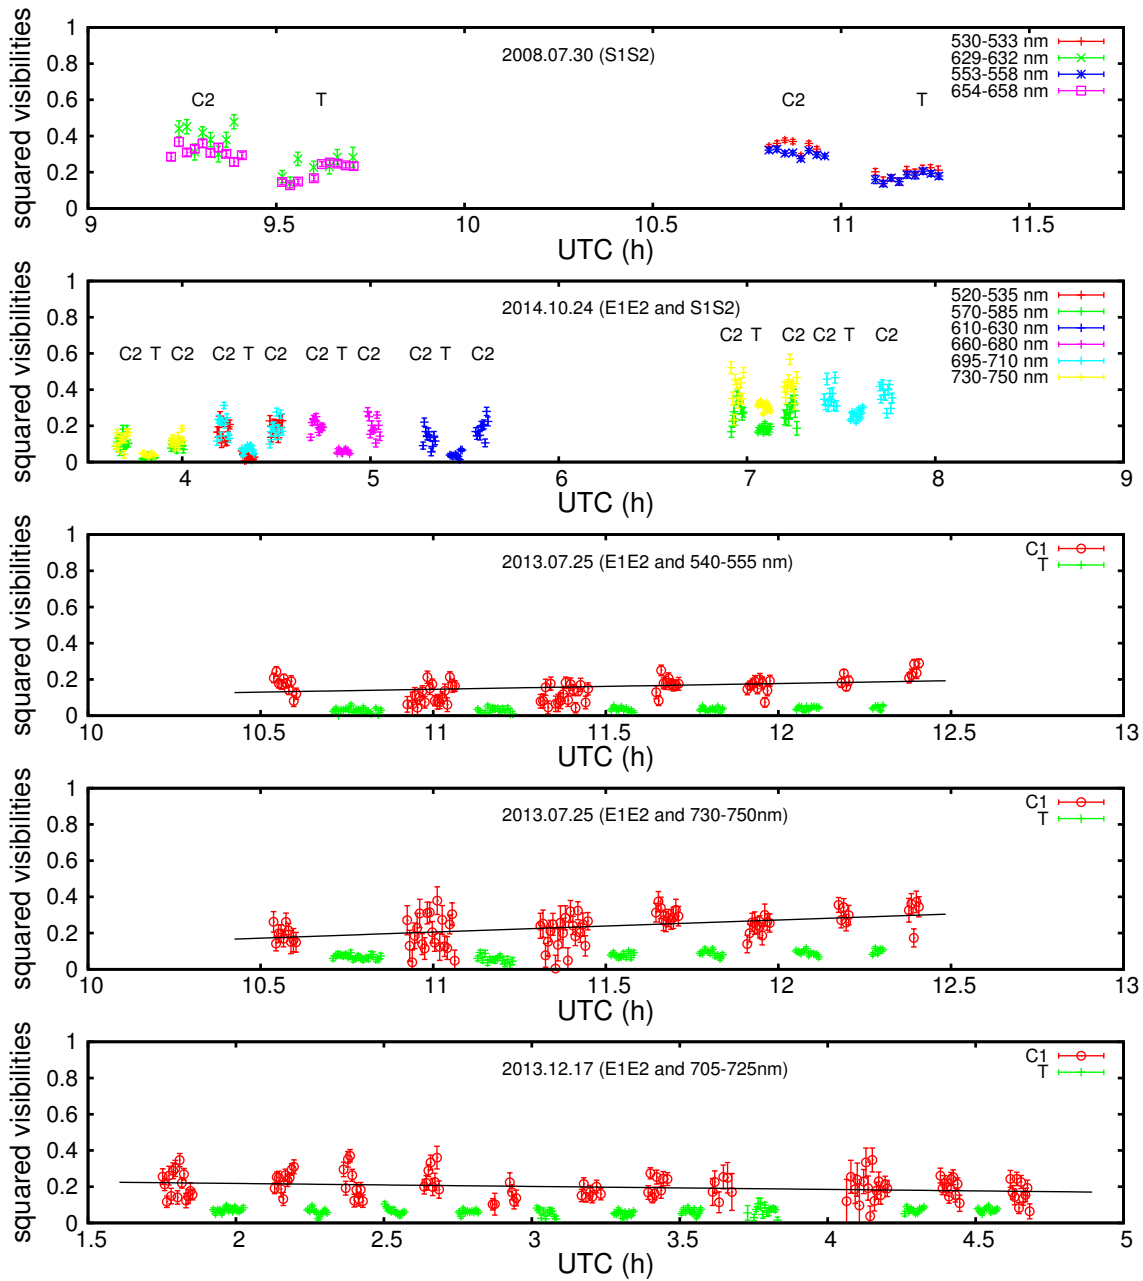 squared visibilities
1
0.8
0.6
0.4
0.2
0
2008.07.30 (S1S2)
530-533 nm
629-632 nm
553-558 nm
654-658 nm
C2 T C2 T
9 9.5 10 10.5 11 11.5
UTC (h)
squared visibilities
1
0.8
0.6
0.4
0.2
0
2014.10.24 (E1E2 and S1S2)
520-535 nm
570-585 nm
610-630 nm
660-680 nm
695-710 nm
730-750 nm
C2 T C2 C2 T C2
C2 T C2 C2 T C2 C2 T C2 C2 T C2
4 5 6 7 8 9
UTC (h)
squared visibilities
1
0.8
0.6
0.4
0.2
0
2013.07.25 (E1E2 and 540-555 nm)
C1
T
10 10.5 11 11.5 12 12.5 13
UTC (h)
squared visibilities
1
0.8
0.6
0.4
0.2
0
2013.07.25 (E1E2 and 730-750nm)
C1
T
10 10.5 11 11.5 12 12.5 13
UTC (h)
squared visibilities
1
0.8
0.6
0.4
0.2
0
2013.12.17 (E1E2 and 705-725nm)
C1
T
1.5 2 2.5 3 3.5 4 4.5 5
UTC (h)